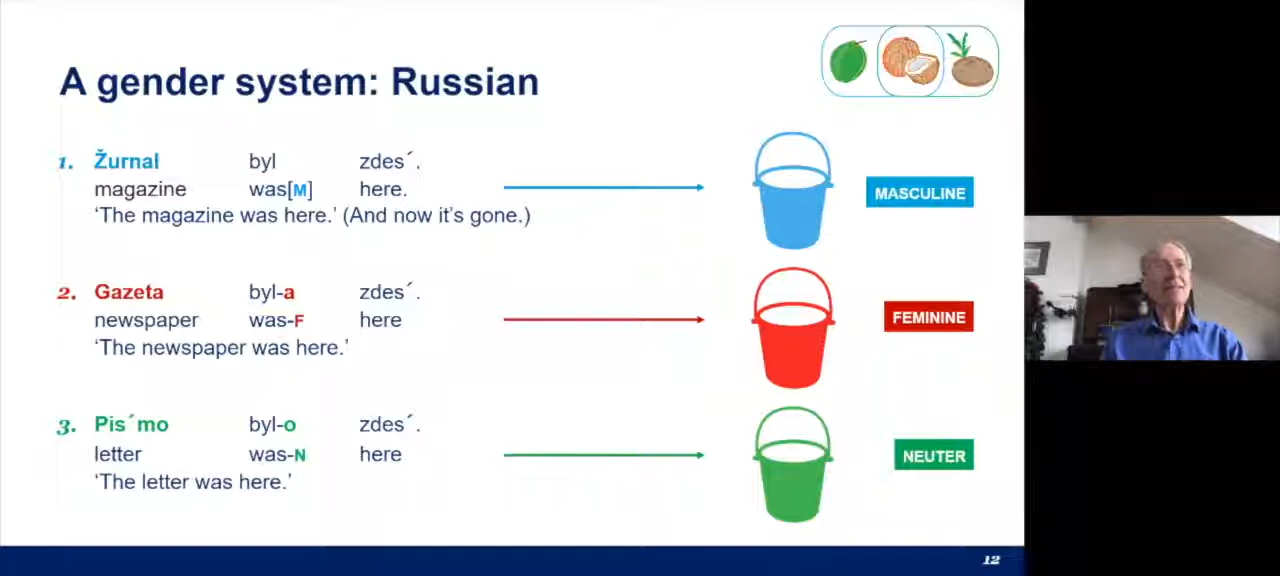 A gender system: Russian
1. Žurnal byl zdes´.
magazine was[M] here.
‘The magazine was here.’ (And now it’s gone.)
MASCULINE
2. Gazeta byl-a zdes´.
newspaper was-F here
‘The newspaper was here.’
FEMININE
3. Pis´mo byl-o zdes´.
letter was-N here
‘The letter was here.’
NEUTER
12